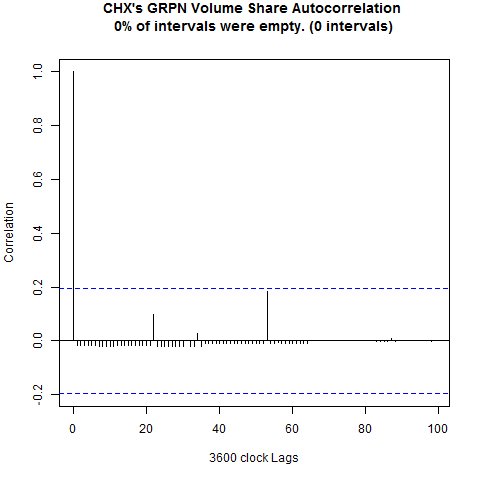 CHX's GRPN Volume Share Autocorrelation
0% of intervals were empty. (0 intervals)
1.0
0.8
0.6
0.4
0.2
0.0
-0.2
Correlation
0 20 40 60 80 100
3600 clock Lags